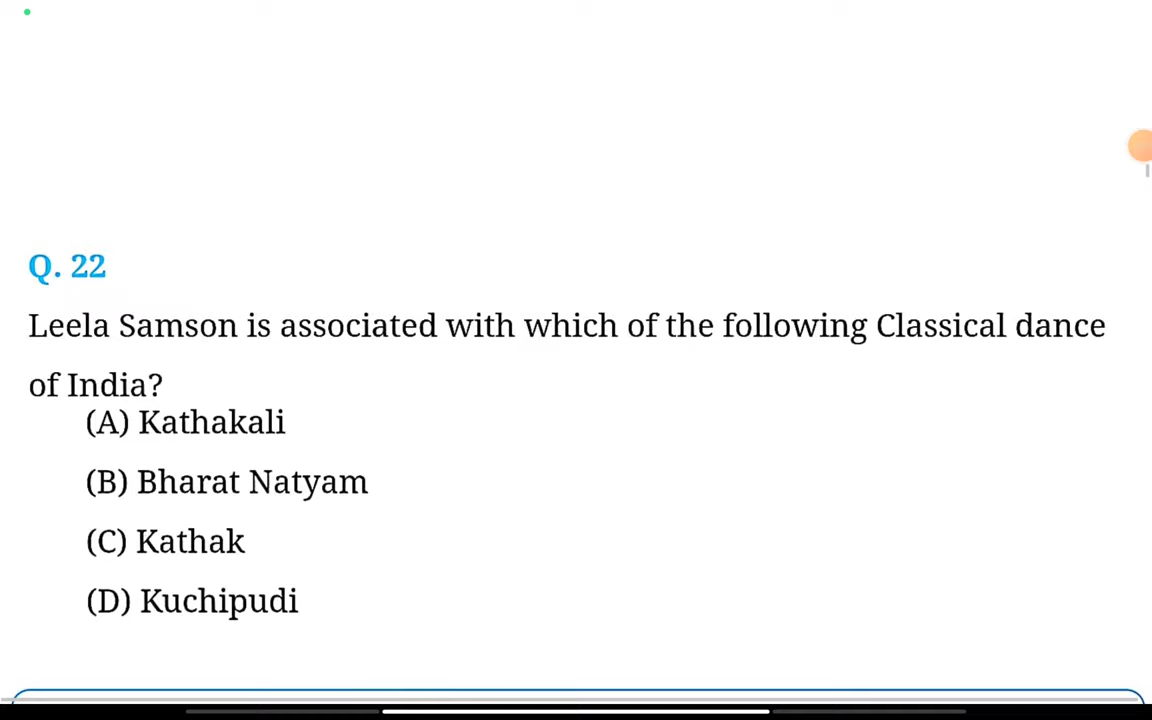 Q. 22
Leela Samson is associated with which of the following Classical dance
of India?
(A) Kathakali
(B) Bharat Natyam
(C) Kathak
(D) Kuchipudi